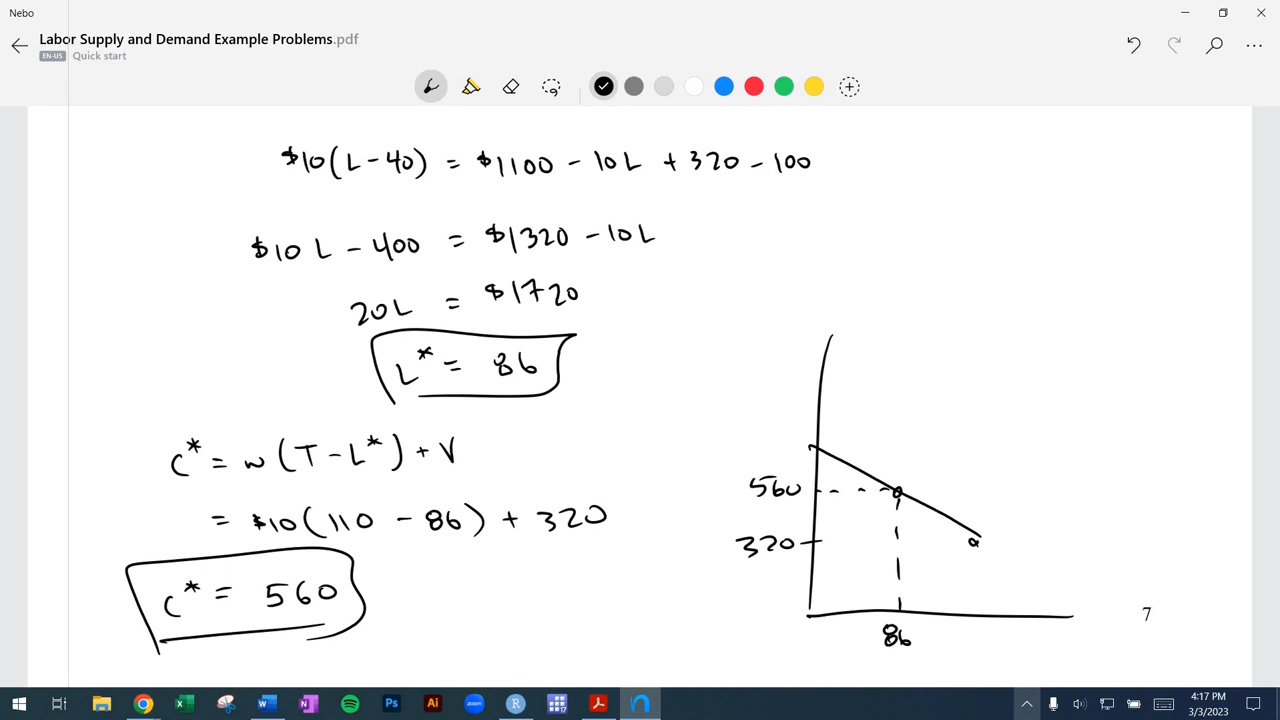 Nebo
Labor Supply and Demand Example Problems.pdf
EN-US Quick start
$10(L-40) = $1100 - 10L + 320 - 100
$10L - 400 = $1320 - 10L
20L = $1720
L* = 86
C* = w(T-L*) + V
= $10(110 - 86) + 320
C* = 560
560
320
86
7
4:17 PM
3/3/2023